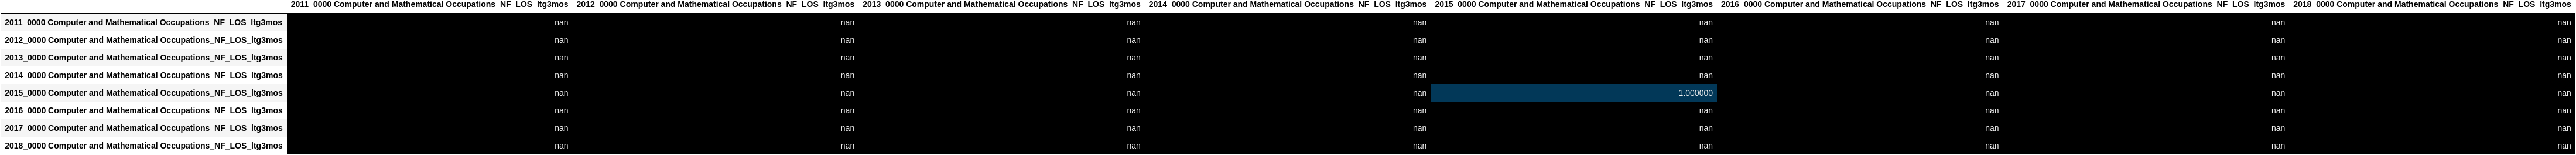 2011_0000 Computer and Mathematical Occupations_NF_LOS_ltg3mos 2012_0000 Computer and Mathematical Occupations_NF_LOS_ltg3mos 2013_0000 Computer and Mathematical Occupations_NF_LOS_ltg3mos 2014_0000 Computer and Mathematical Occupations_NF_LOS_ltg3mos 2015_0000 Computer and Mathematical Occupations_NF_LOS_ltg3mos 2016_0000 Computer and Mathematical Occupations_NF_LOS_ltg3mos 2017_0000 Computer and Mathematical Occupations_NF_LOS_ltg3mos 2018_0000 Computer and Mathematical Occupations_NF_LOS_ltg3mos
2011_0000 Computer and Mathematical Occupations_NF_LOS_ltg3mos nan nan nan nan nan nan nan nan
2012_0000 Computer and Mathematical Occupations_NF_LOS_ltg3mos nan nan nan nan nan nan nan nan
2013_0000 Computer and Mathematical Occupations_NF_LOS_ltg3mos nan nan nan nan nan nan nan nan
2014_0000 Computer and Mathematical Occupations_NF_LOS_ltg3mos nan nan nan nan nan nan nan nan
2015_0000 Computer and Mathematical Occupations_NF_LOS_ltg3mos nan nan nan nan 1.000000 nan nan nan
2016_0000 Computer and Mathematical Occupations_NF_LOS_ltg3mos nan nan nan nan nan nan nan nan
2017_0000 Computer and Mathematical Occupations_NF_LOS_ltg3mos nan nan nan nan nan nan nan nan
2018_0000 Computer and Mathematical Occupations_NF_LOS_ltg3mos nan nan nan nan nan nan nan nan